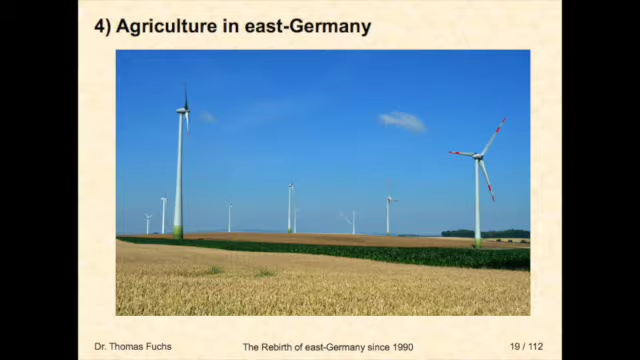 4) Agriculture in east-Germany
Dr. Thomas Fuchs
The Rebirth of east-Germany since 1990
19 / 112